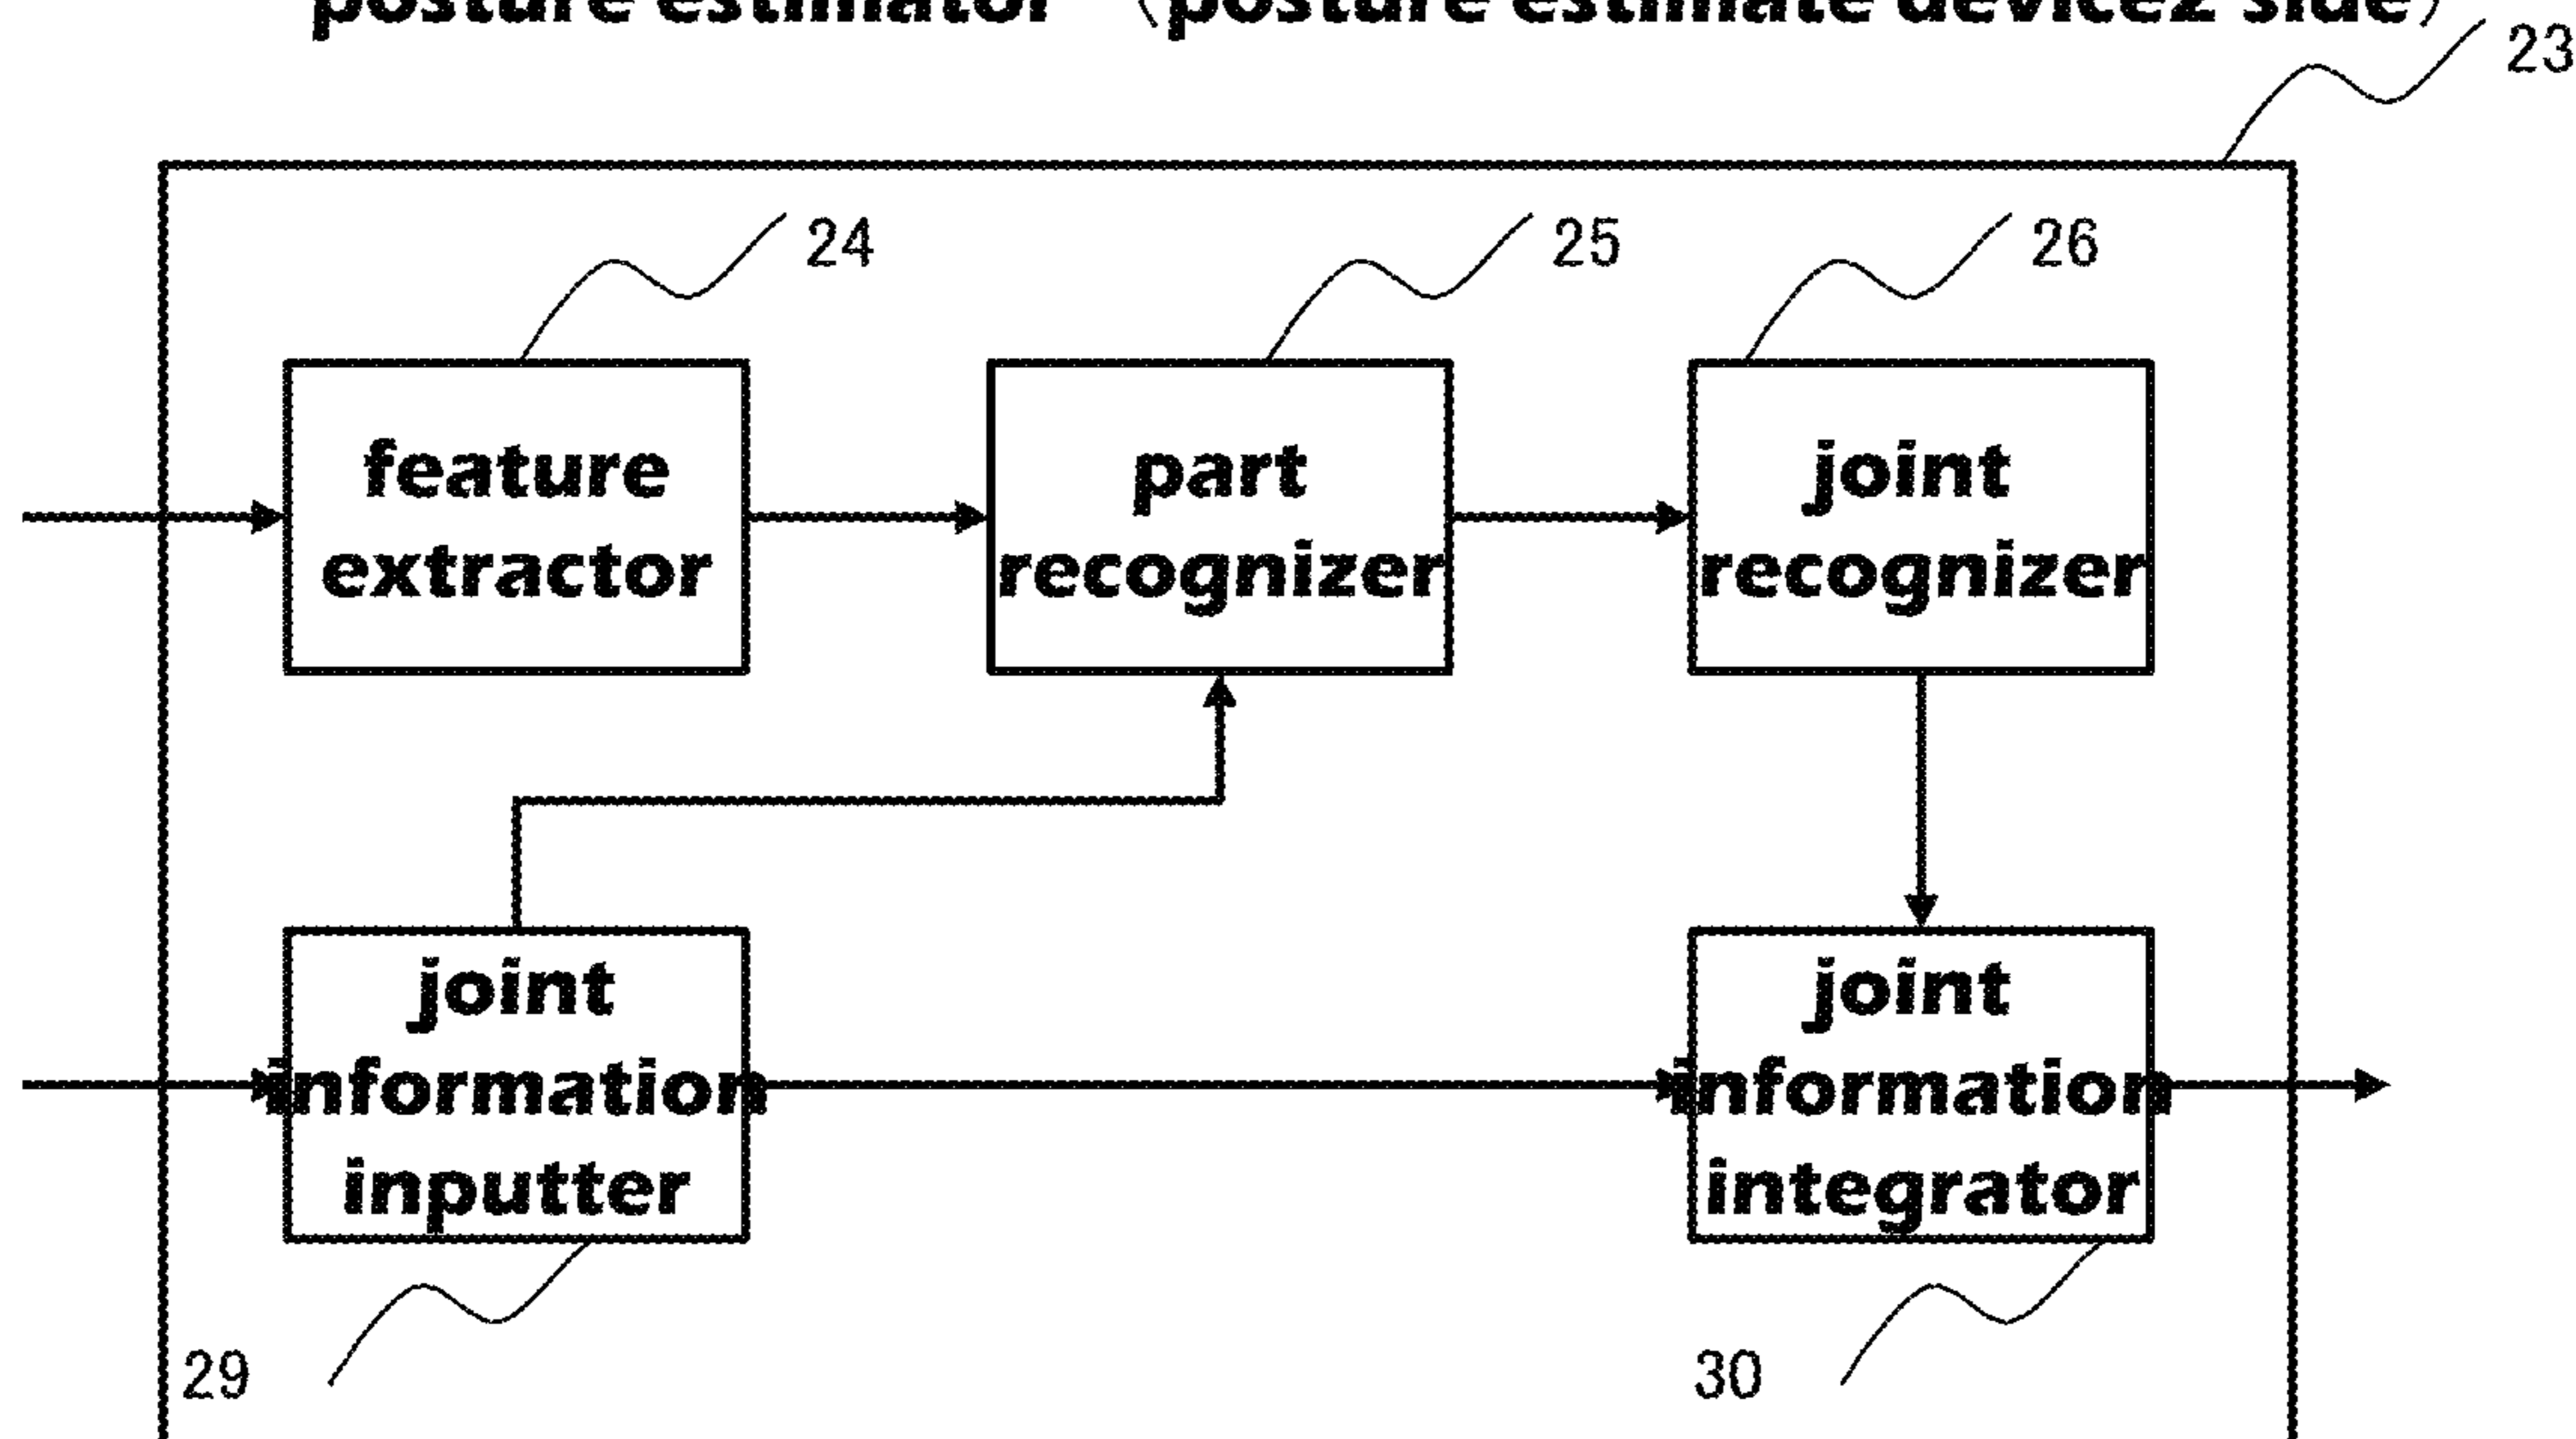 posture estimator (posture estimate device2 side)
23
24
25
26
feature
extractor
part
recognizer
joint
recognizer
joint
information
inputter
joint
information
integrator
29
30